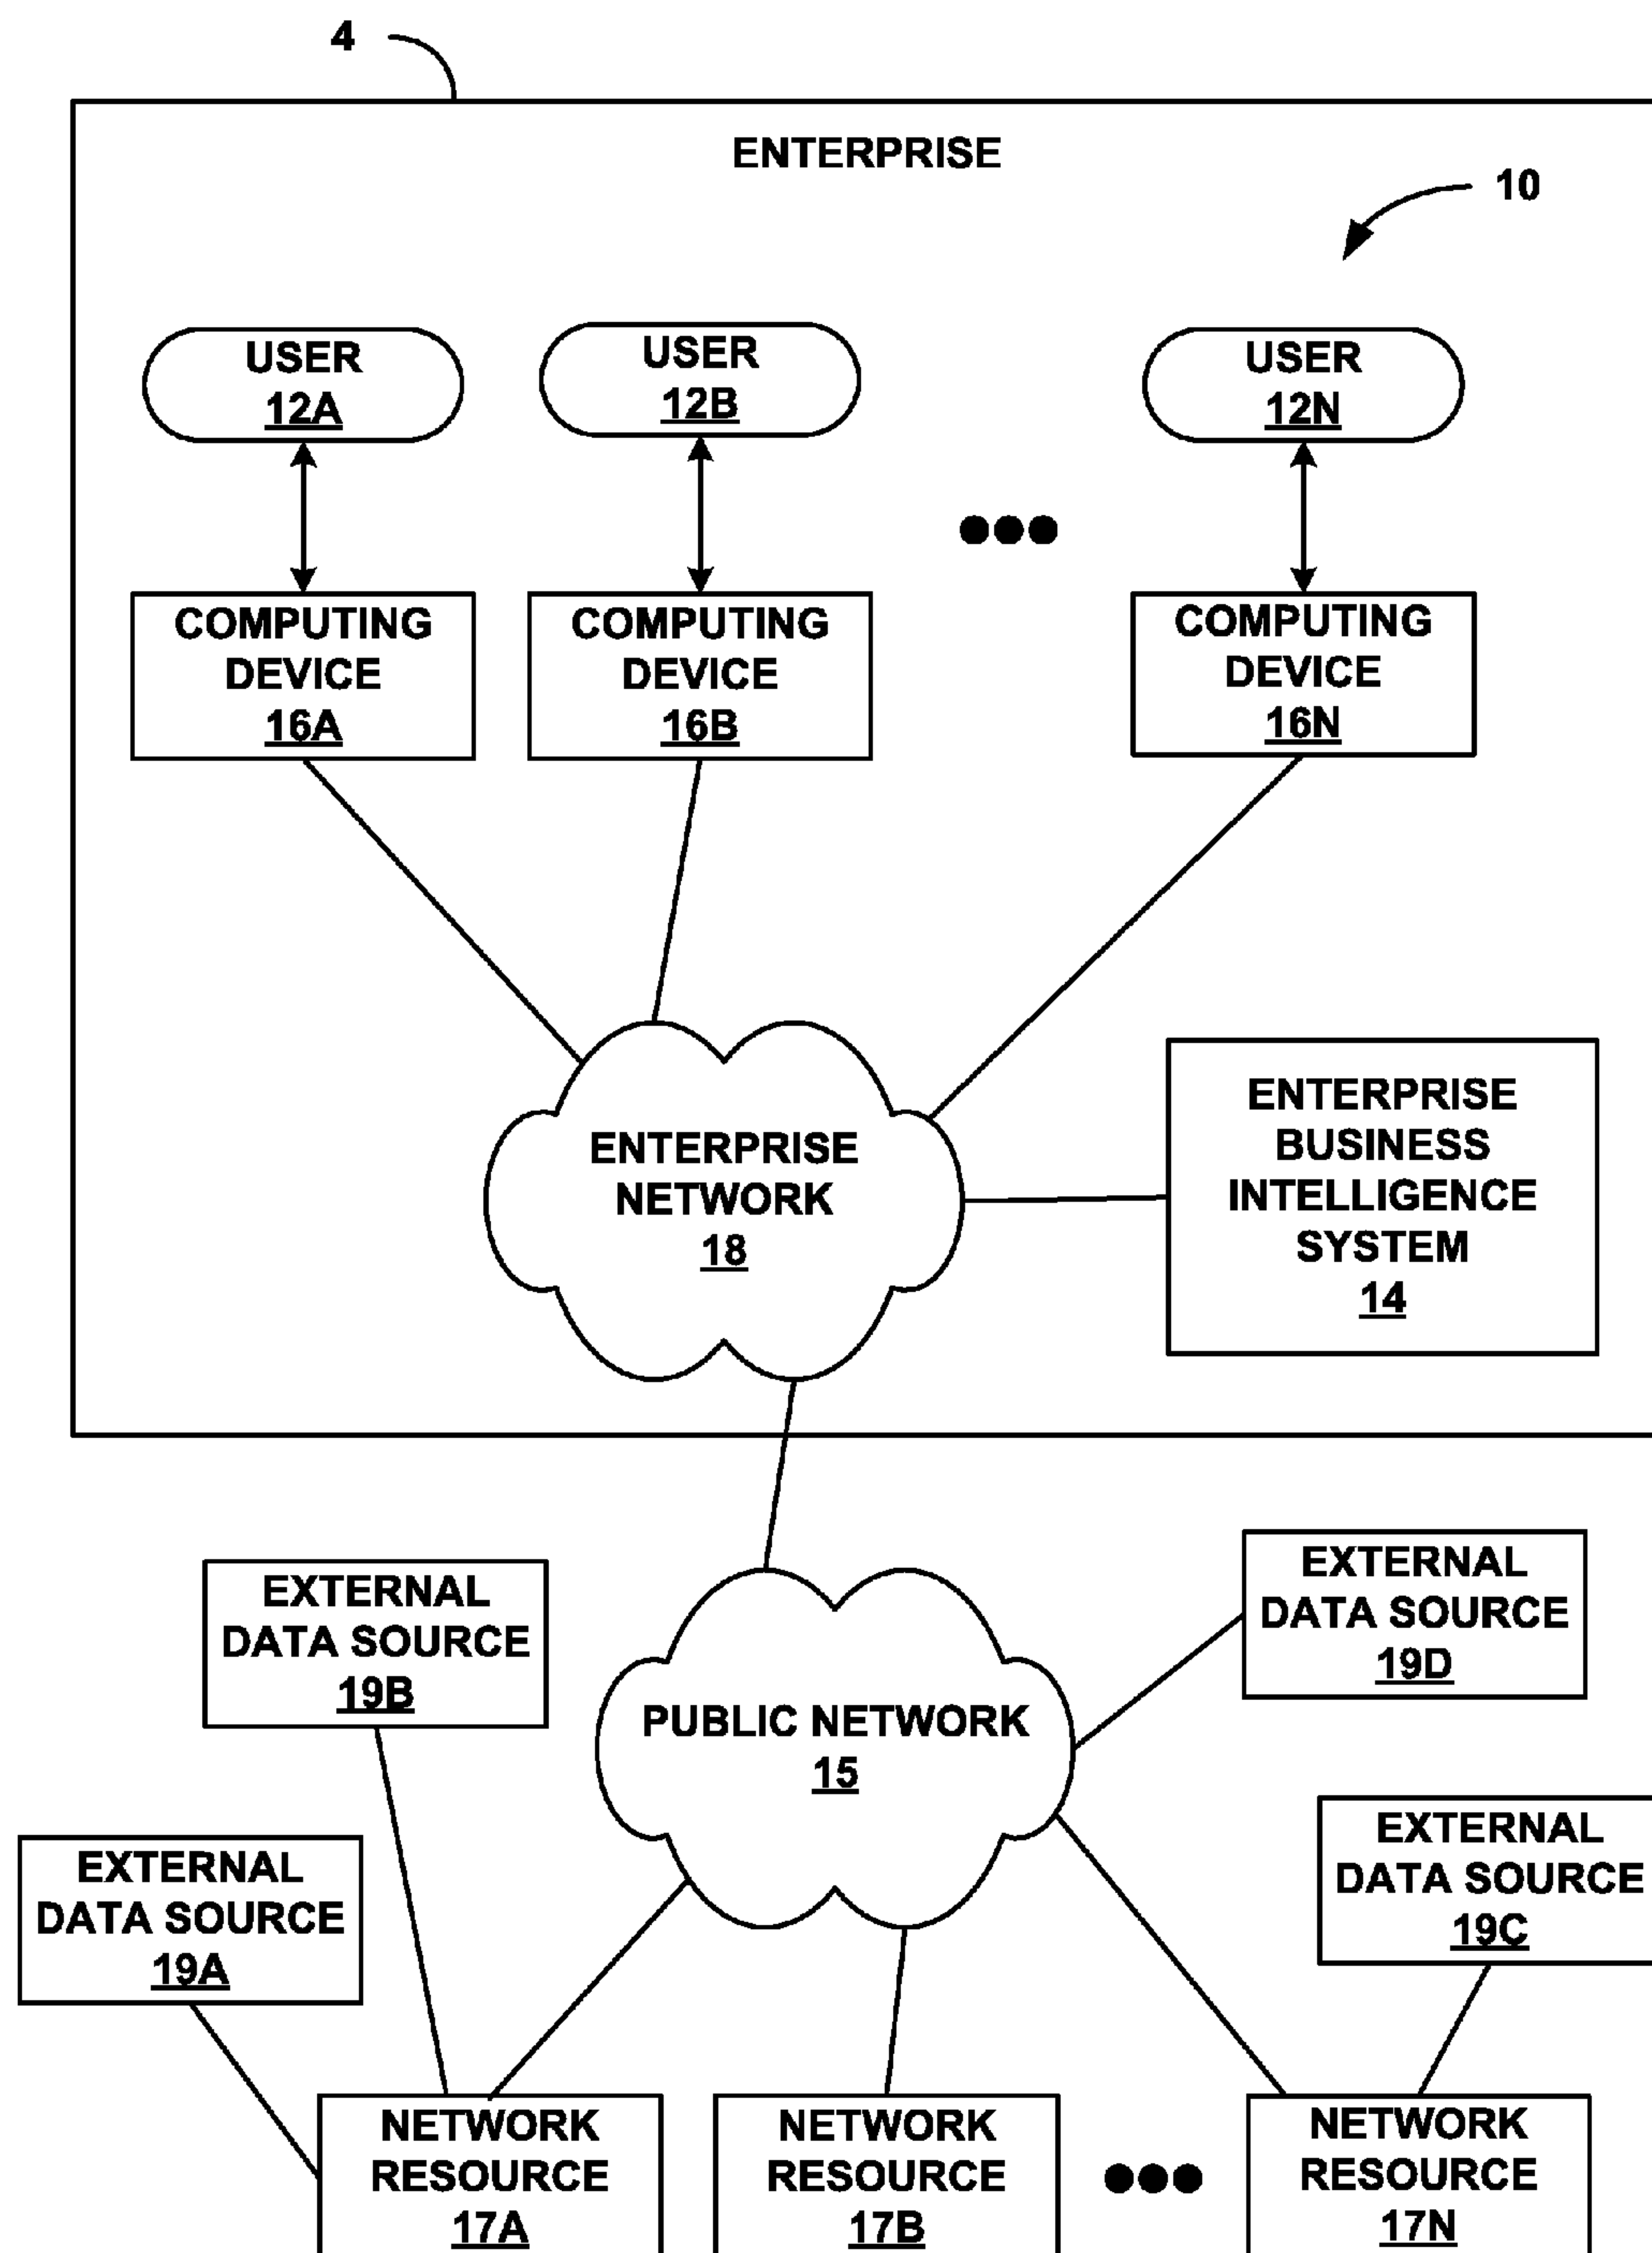 4
ENTERPRISE
10
USER
12A
USER
12B
USER
12N
COMPUTING
DEVICE
16A
COMPUTING
DEVICE
16B
COMPUTING
DEVICE
16N
ENTERPRISE
NETWORK
18
ENTERPRISE
BUSINESS
INTELLIGENCE
SYSTEM
14
EXTERNAL
DATA SOURCE
19B
PUBLIC NETWORK
15
EXTERNAL
DATA SOURCE
19D
EXTERNAL
DATA SOURCE
19A
EXTERNAL
DATA SOURCE
19C
NETWORK
RESOURCE
17A
NETWORK
RESOURCE
17B
NETWORK
RESOURCE
17N